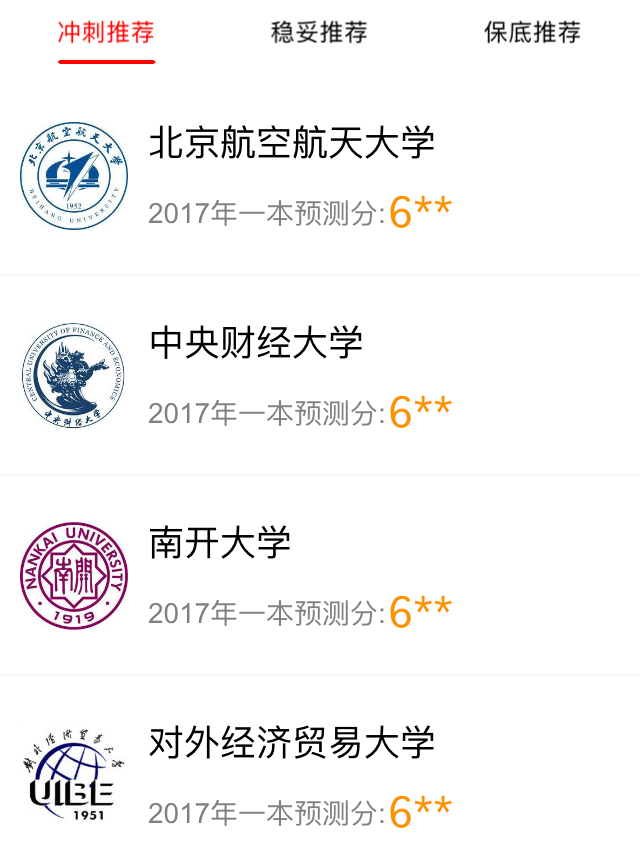 冲刺推荐 稳妥推荐 保底推荐
北京航空航天大学
BEIHANG UNIVERSITY
1952
北京航空航天大学
2017年一本预测分:6**
CENTRAL UNIVERSITY OF FINANCE AND ECONOMICS
中央财经大学
中央财经大学
2017年一本预测分:6**
NANKAI UNIVERSITY
南開
1919
南开大学
2017年一本预测分:6**
对外经济贸易大学
UIBE
1951
对外经济贸易大学
2017年一本预测分:6**